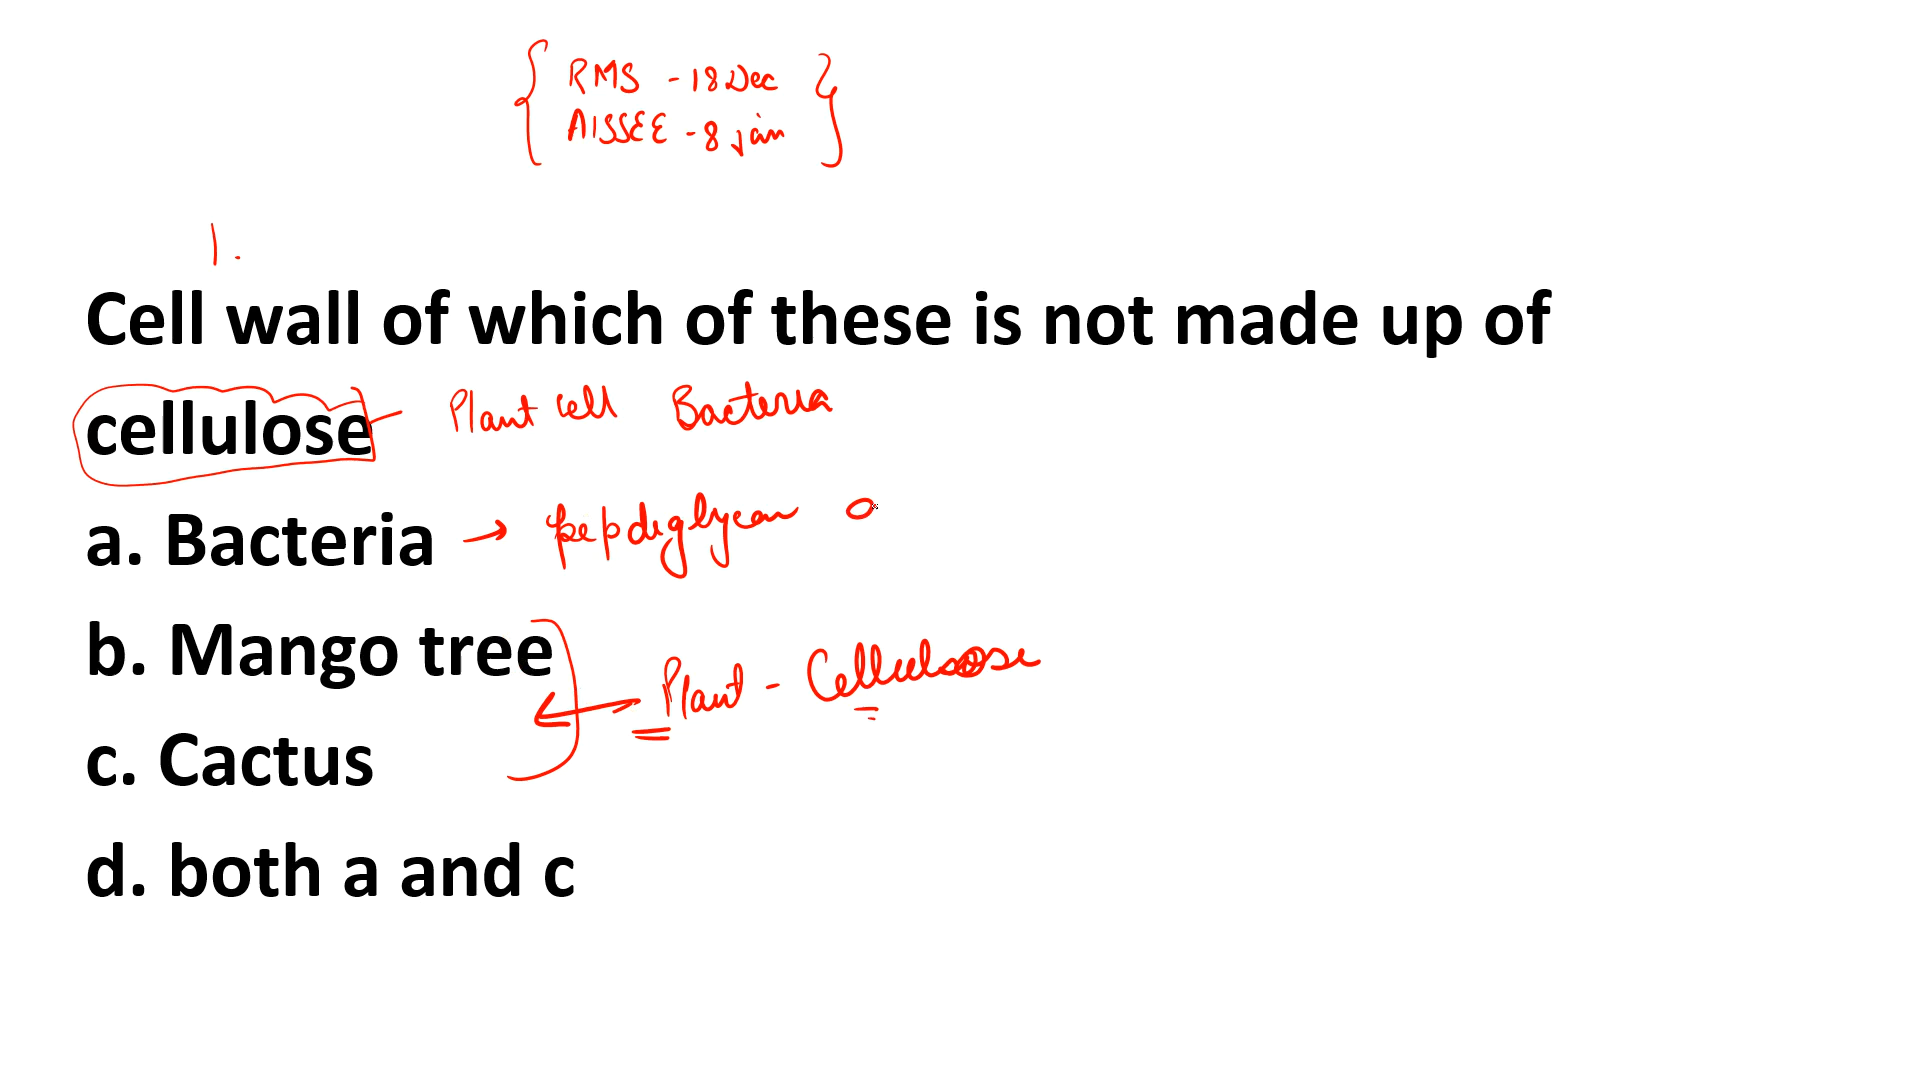 RMS - 18 Dec
AISSEE - 8 jan
1.
Cell wall of which of these is not made up of
cellulose - Plant cell Bacteria
a. Bacteria → pepdiglycan o
b. Mango tree
Plant - Cellulose
c. Cactus
d. both a and c